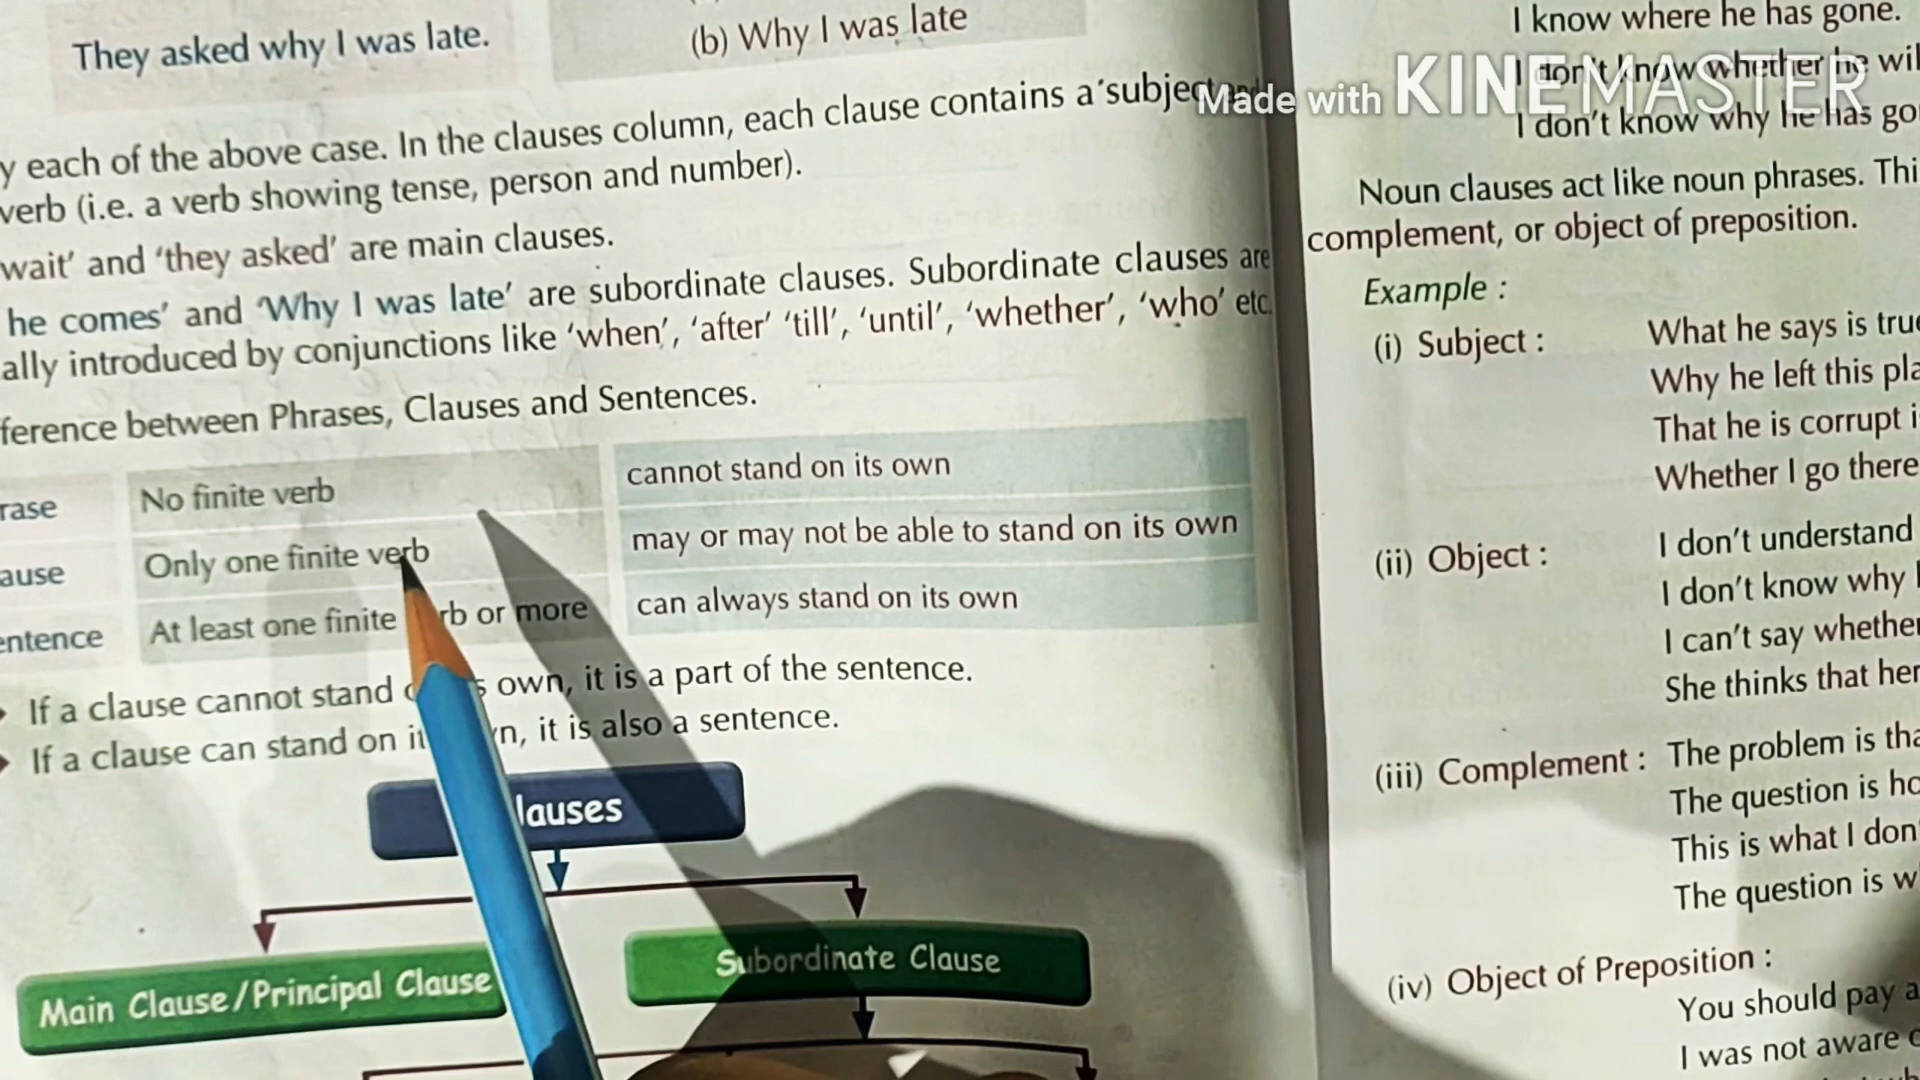 They asked why I was late.
(b) Why I was late
y each of the above case. In the clauses column, each clause contains a subject
verb (i.e. a verb showing tense, person and number).
wait' and 'they asked' are main clauses.
he comes' and 'Why I was late' are subordinate clauses. Subordinate clauses are
ally introduced by conjunctions like 'when', 'after' 'till', 'until', 'whether', 'who' etc.
ference between Phrases, Clauses and Sentences.
rase No finite verb cannot stand on its own
ause Only one finite verb may or may not be able to stand on its own
entence At least one finite rb or more can always stand on its own
If a clause cannot stand s own, it is a part of the sentence.
If a clause can stand on it n, it is also a sentence.
lauses
Main Clause/Principal Clause
Subordinate Clause
I know where he has gone.
I don't know whether he wil
I don't know why he has go
Made with KINEMASTER
Noun clauses act like noun phrases. Thi
complement, or object of preposition.
Example :
(i) Subject : What he says is true
Why he left this pla
That he is corrupt i
Whether I go there
(ii) Object : I don't understand
I don't know why
I can't say whether
She thinks that her
(iii) Complement : The problem is tha
The question is ho
This is what I don'
The question is w
(iv) Object of Preposition :
You should pay a
I was not aware